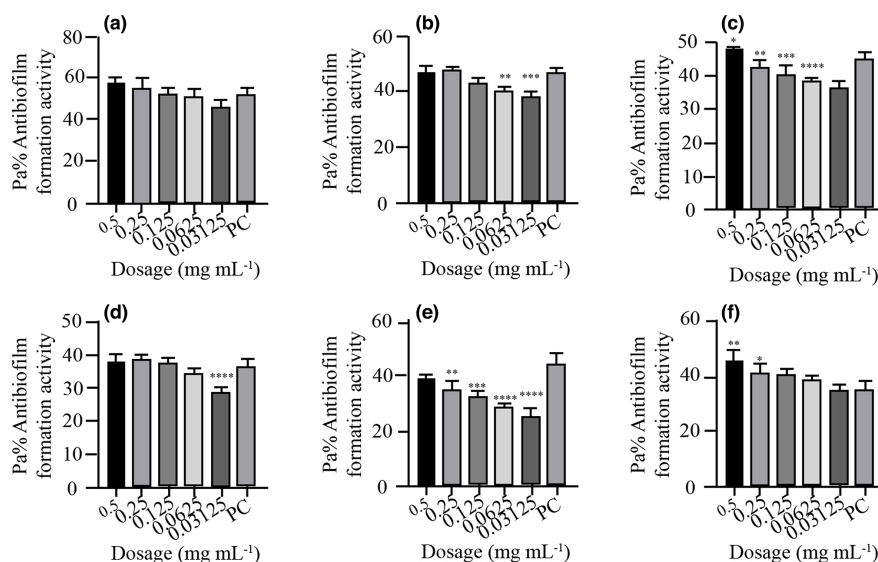 (a)
Pa% Antibiofilm
formation activity
80
60
40
20
0
0.5
0.25
0.125
0.0625
0.03125
PC
Dosage (mg mL⁻¹)
(b)
Pa% Antibiofilm
formation activity
60
40
20
0
**
***
0.5
0.25
0.125
0.0625
0.03125
PC
Dosage (mg mL⁻¹)
(c)
Pa% Antibiofilm
formation activity
50
40
30
50
10
0
*
**
***
****
0.5
0.25
0.125
0.0625
0.03125
PC
Dosage (mg mL⁻¹)
(d)
Pa% Antibiofilm
formation activity
50
40
30
20
10
0
****
0.5
0.25
0.125
0.0625
0.03125
PC
Dosage (mg mL⁻¹)
(e)
Pa% Antibiofilm
formation activity
60
40
20
0
**
***
****
****
0.5
0.25
0.125
0.0625
0.03125
PC
Dosage (mg mL⁻¹)
(f)
Pa% Antibiofilm
formation activity
60
40
20
0
**
*
0.5
0.25
0.125
0.0625
0.03125
PC
Dosage (mg mL⁻¹)